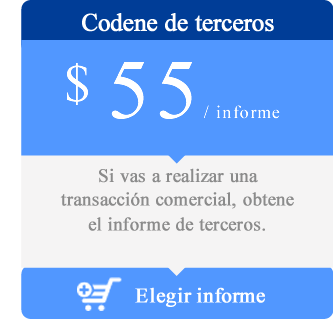 Codene de terceros
$ 55 / informe
Si vas a realizar una
transacción comercial, obtene
el informe de terceros.
Elegir informe